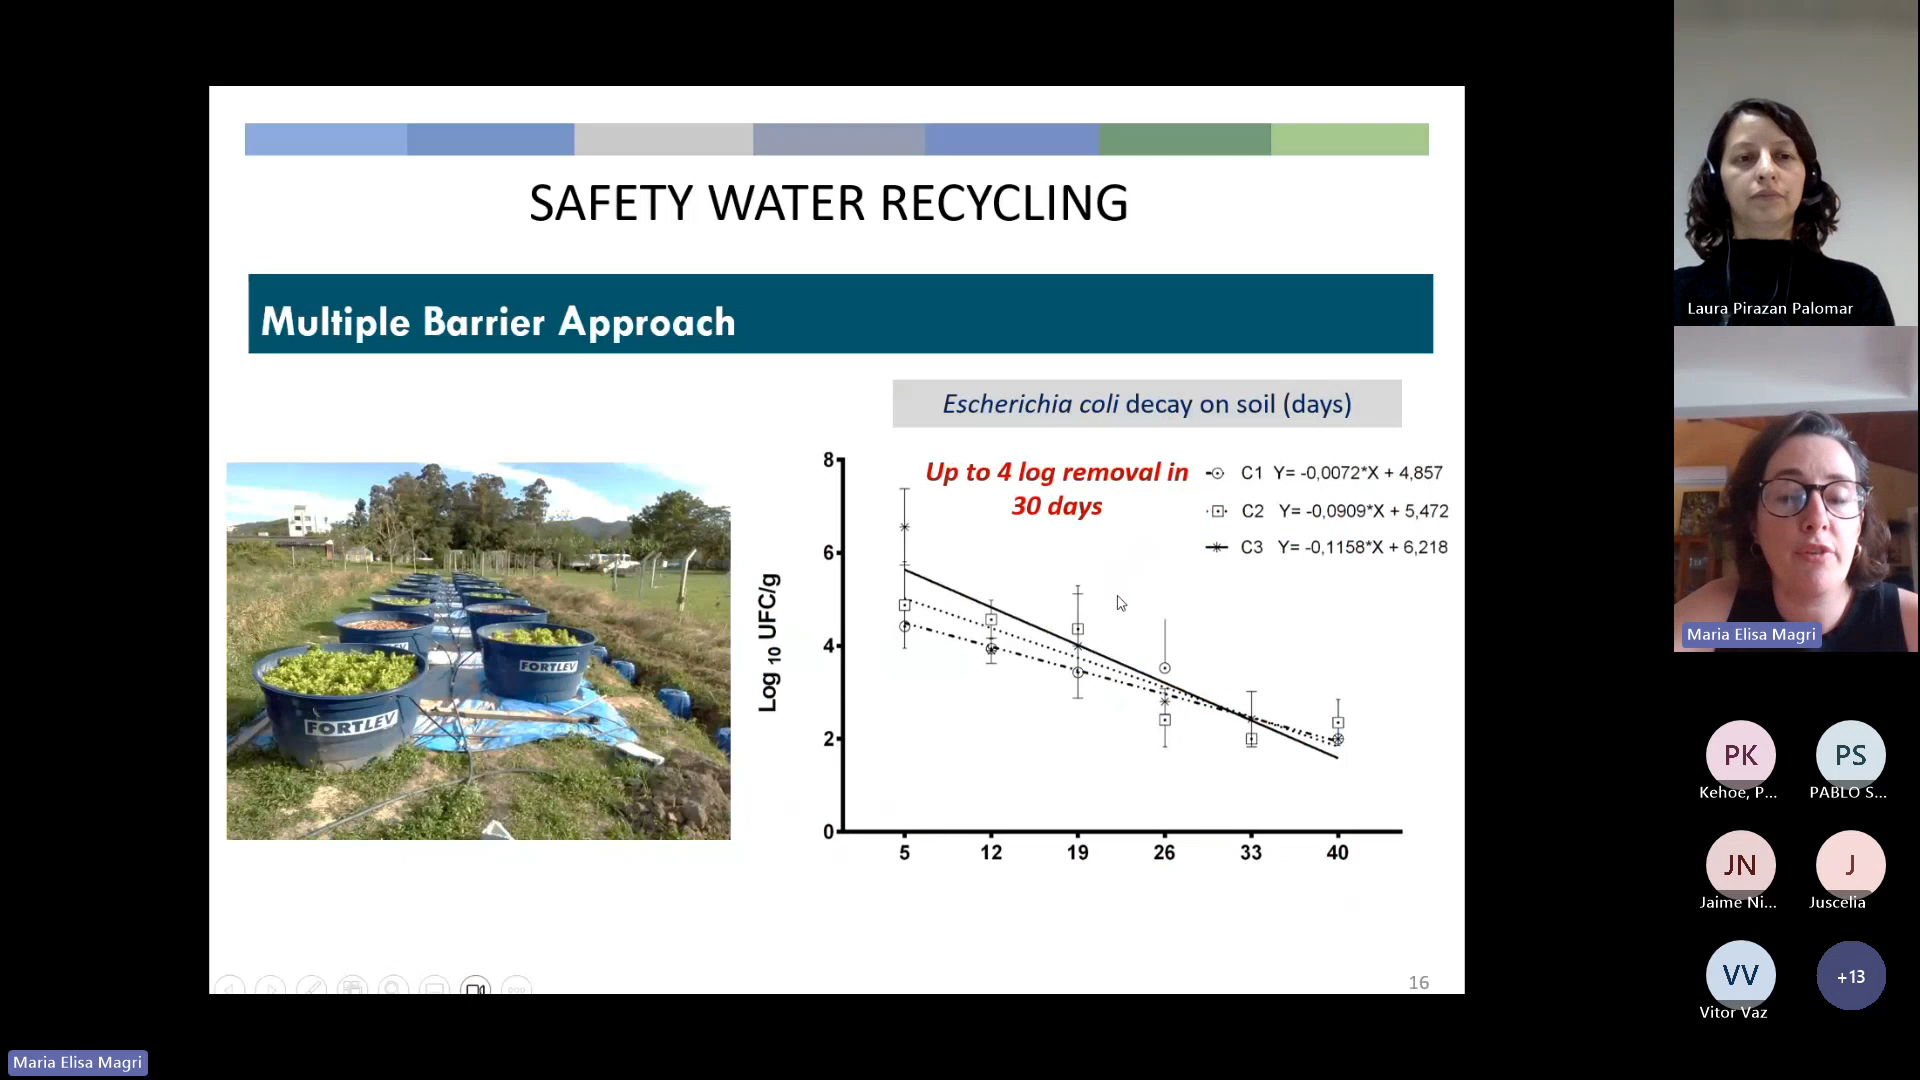 SAFETY WATER RECYCLING
Multiple Barrier Approach
Escherichia coli decay on soil (days)
Up to 4 log removal in
30 days
C1 Y= -0,0072*X + 4,857
C2 Y= -0,0909*X + 5,472
C3 Y= -0,1158*X + 6,218
Log 10 UFC/g
8
6
4
2
0
5 12 19 26 33 40
FORTLEV
FORTLEV
16
Laura Pirazan Palomar
Maria Elisa Magri
PK
Kehoe, P...
PS
PABLO S...
JN
Jaime Ni...
J
Juscelia
VV
Vitor Vaz
+13
Maria Elisa Magri